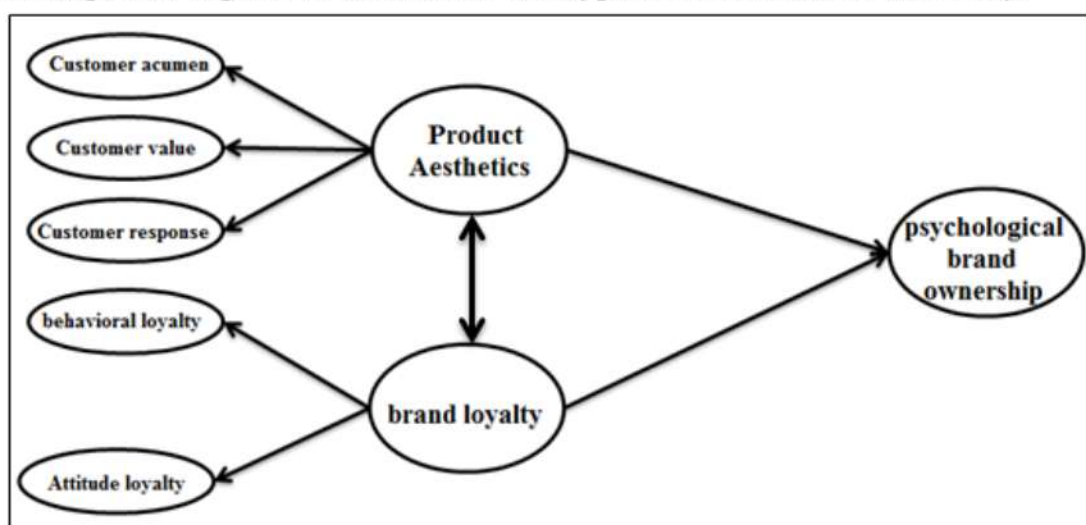 Customer acumen
Customer value
Customer response
behavioral loyalty
Attitude loyalty
Product
Aesthetics
brand loyalty
psychological
brand
ownership